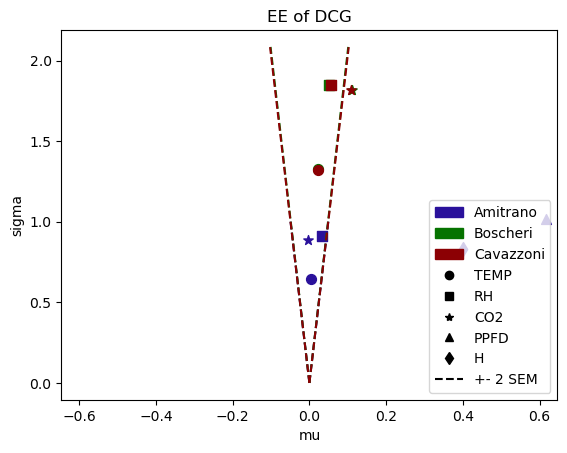 EE of DCG
sigma
2.0
1.5
1.0
0.5
0.0
Amitrano
Boscheri
Cavazzoni
TEMP
RH
CO2
PPFD
H
+- 2 SEM
−0.6 −0.4 −0.2 0.0 0.2 0.4 0.6
mu